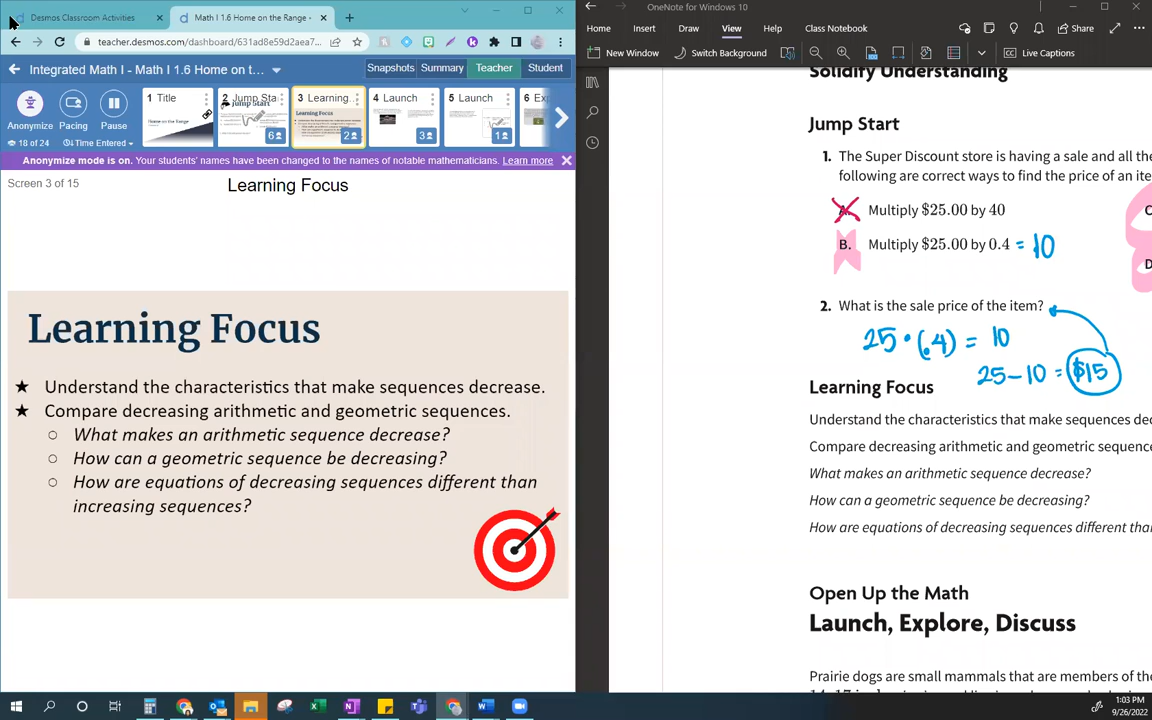 Desmos Classroom Activities
Math I 1.6 Home on the Range -
teacher.desmos.com/dashboard/631ad8e59d2aea7...
Integrated Math I - Math I 1.6 Home on t...
Snapshots
Summary
Teacher
Student
Anonymize
Pacing
Pause
1 Title
2 Jump Sta
3 Learning...
4 Launch
5 Launch
6 Exp
Jump Start
6
2
3
1
18 of 24
Time Entered
Anonymize mode is on. Your students' names have been changed to the names of notable mathematicians. Learn more
Screen 3 of 15
Learning Focus
Learning Focus
★ Understand the characteristics that make sequences decrease.
★ Compare decreasing arithmetic and geometric sequences.
○ What makes an arithmetic sequence decrease?
○ How can a geometric sequence be decreasing?
○ How are equations of decreasing sequences different than
increasing sequences?
OneNote for Windows 10
Home
Insert
Draw
View
Help
Class Notebook
Share
New Window
Switch Background
Live Captions
Solidify Understanding
Jump Start
1. The Super Discount store is having a sale and all the
following are correct ways to find the price of an ite
A. Multiply $25.00 by 40
B. Multiply $25.00 by 0.4 = 10
C
D
2. What is the sale price of the item?
25 · (.4) = 10
25 - 10 = $15
Learning Focus
Understand the characteristics that make sequences dec
Compare decreasing arithmetic and geometric sequence
What makes an arithmetic sequence decrease?
How can a geometric sequence be decreasing?
How are equations of decreasing sequences different tha
Open Up the Math
Launch, Explore, Discuss
Prairie dogs are small mammals that are members of the
1:03 PM
9/26/2022